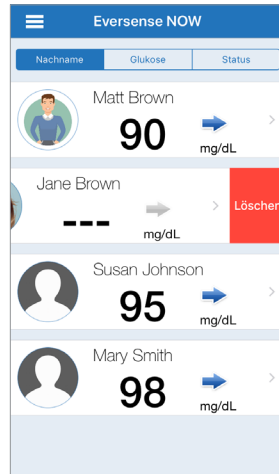 Eversense NOW
Nachname Glukose Status
Matt Brown
90
mg/dL
Jane Brown
---
mg/dL
Löschen
Susan Johnson
95
mg/dL
Mary Smith
98
mg/dL